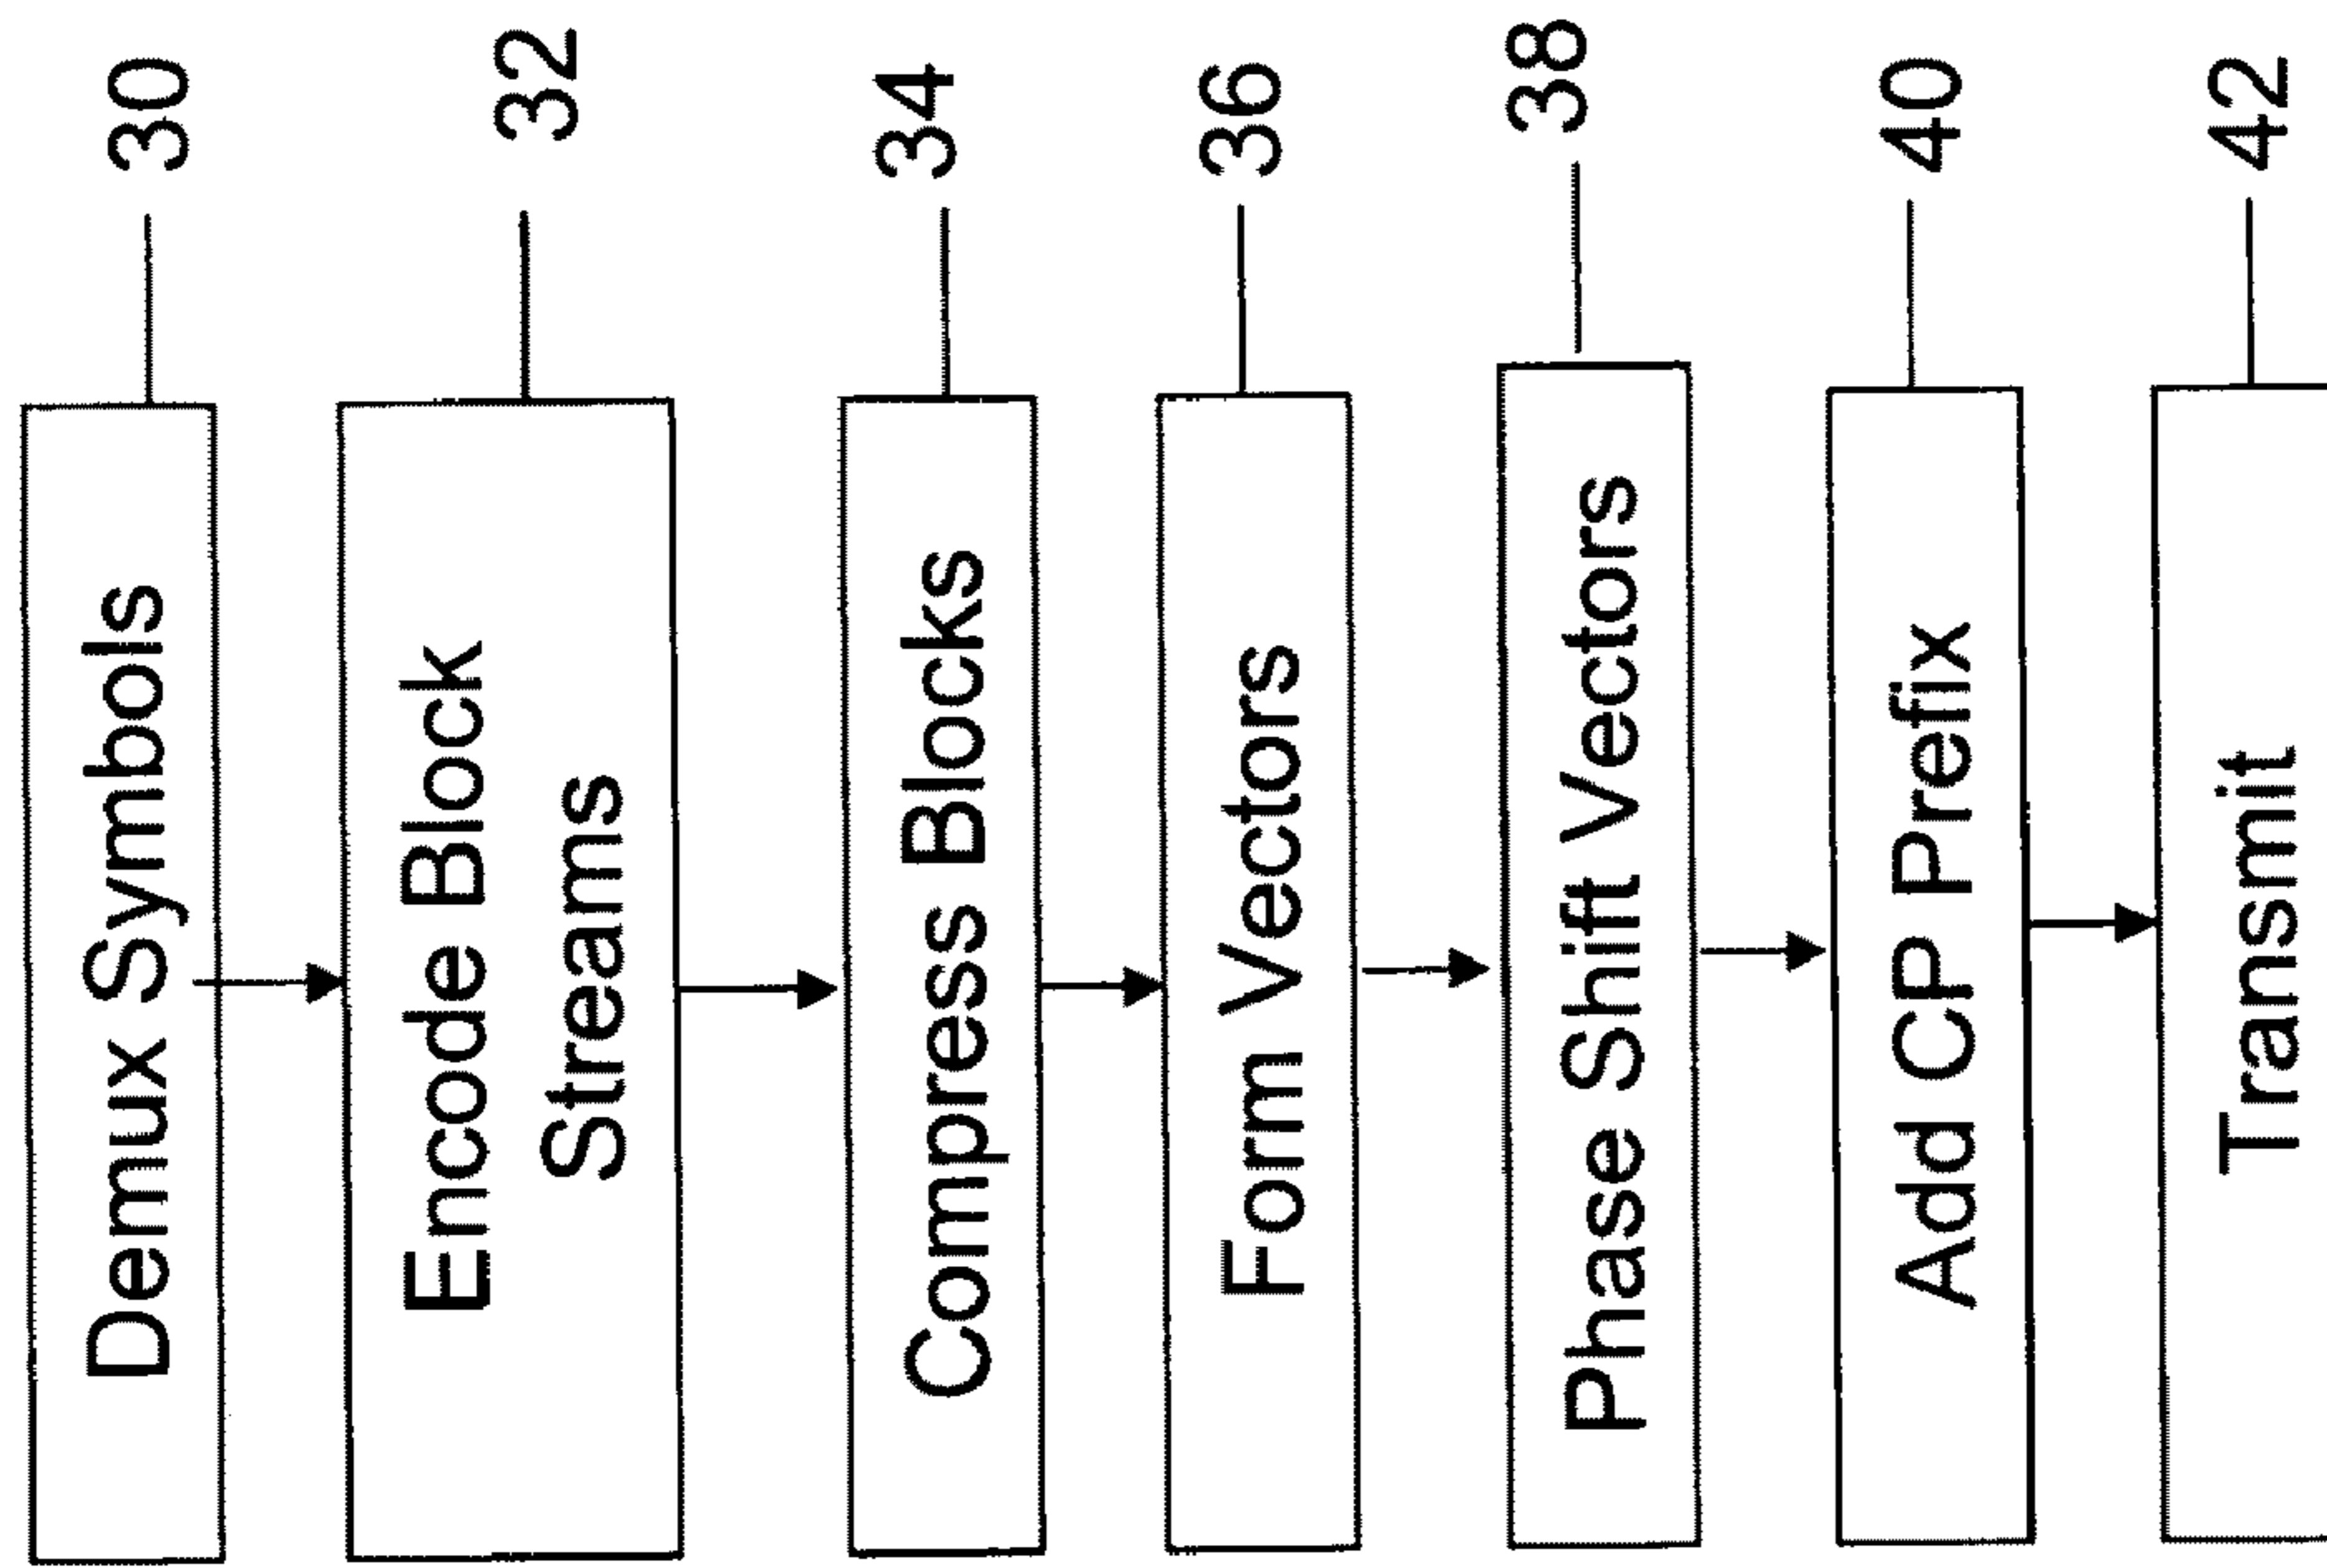 Demux Symbols
30
Encode Block
Streams
32
Compress Blocks
34
Form Vectors
36
Phase Shift Vectors
38
Add CP Prefix
40
Transmit
42